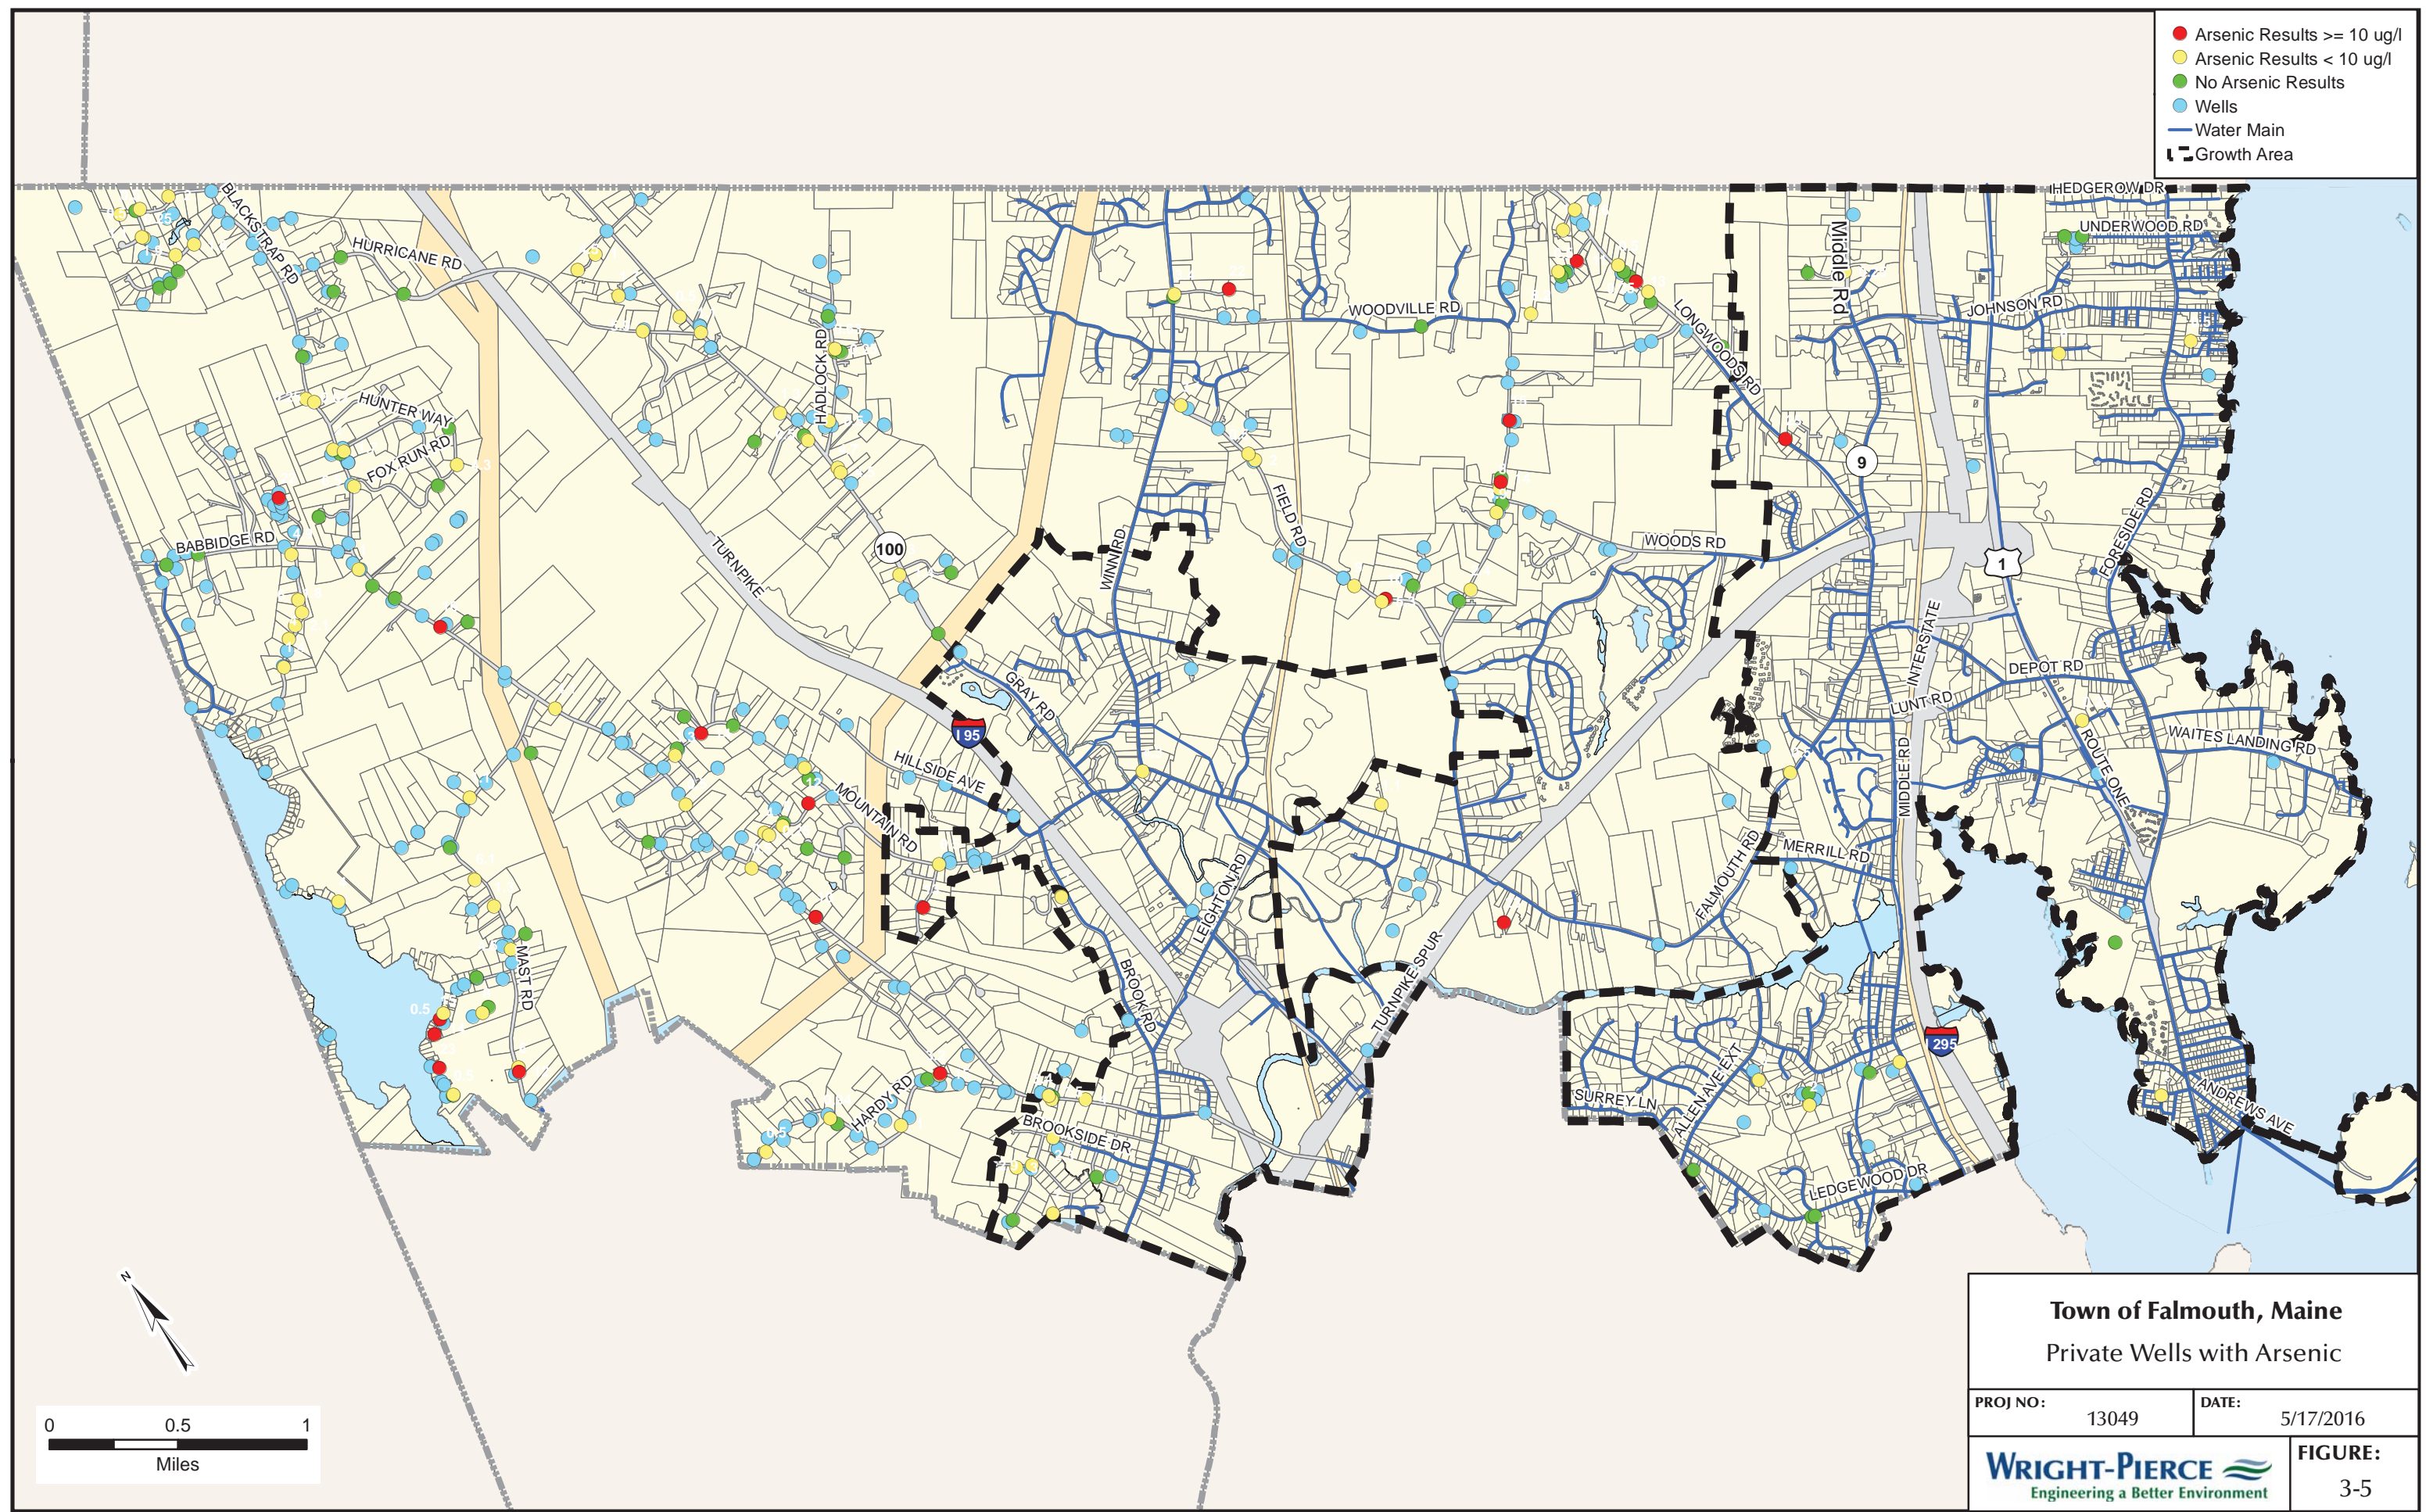 Arsenic Results >= 10 ug/l
Arsenic Results < 10 ug/l
No Arsenic Results
Wells
Water Main
Growth Area
HEDGEROW DR
UNDERWOOD RD
BLACKSTRAP RD
HURRICANE RD
Middle Rd
JOHNSON RD
WOODVILLE RD
LONGWOODS RD
HADLOCK RD
HUNTER WAY
FOX RUN RD
9
FIELD RD
FORESIDE RD
BABBIDGE RD
100
WOODS RD
TURNPIKE
WINN RD
1
INTERSTATE
DEPOT RD
LUNT RD
GRAY RD
I 95
WAITES LANDING RD
ROUTE ONE
HILLSIDE AVE
MIDDLE RD
MOUNTAIN RD
MERRILL RD
FALMOUTH RD
LEIGHTON RD
MAST RD
BROOK RD
TURNPIKE SPUR
0.5
295
ALLEN AVE EXT
SURREY LN
HARDY RD
ANDREWS AVE
BROOKSIDE DR
LEDGEWOOD DR
N
0 0.5 1
Miles
Town of Falmouth, Maine
Private Wells with Arsenic
PROJ NO:
13049
DATE:
5/17/2016
WRIGHT-PIERCE
Engineering a Better Environment
FIGURE:
3-5